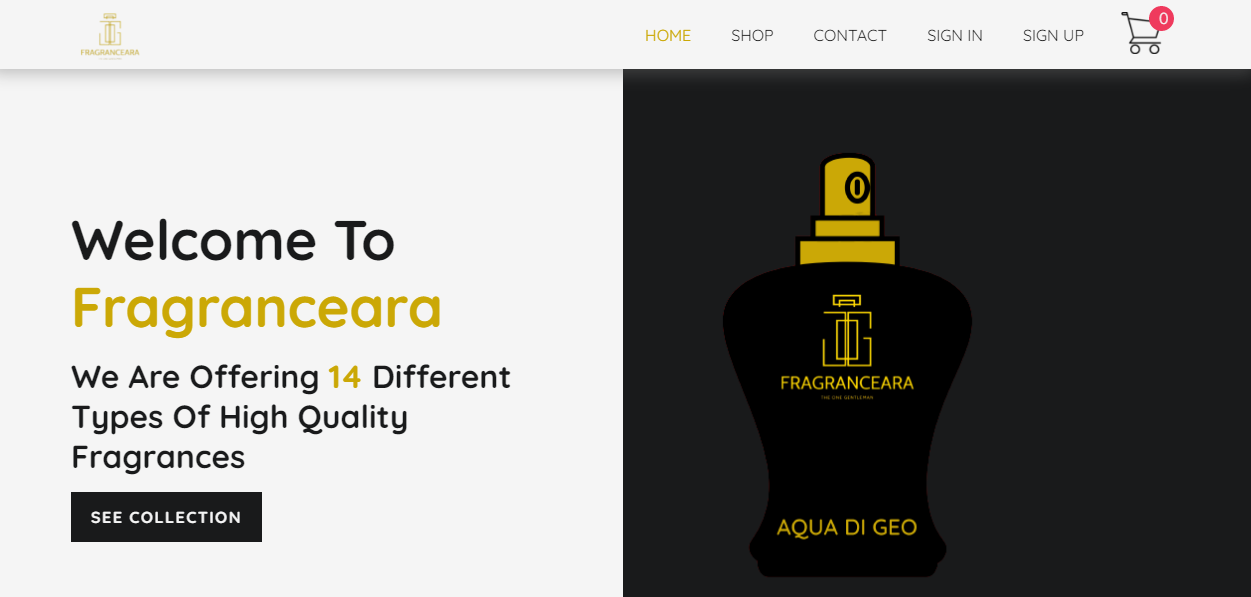 FRAGRANCEARA
HOME SHOP CONTACT SIGN IN SIGN UP 0
Welcome To
Fragranceara
We Are Offering 14 Different
Types Of High Quality
Fragrances
SEE COLLECTION
FRAGRANCEARA
THE ONE GENTLEMAN
AQUA DI GEO